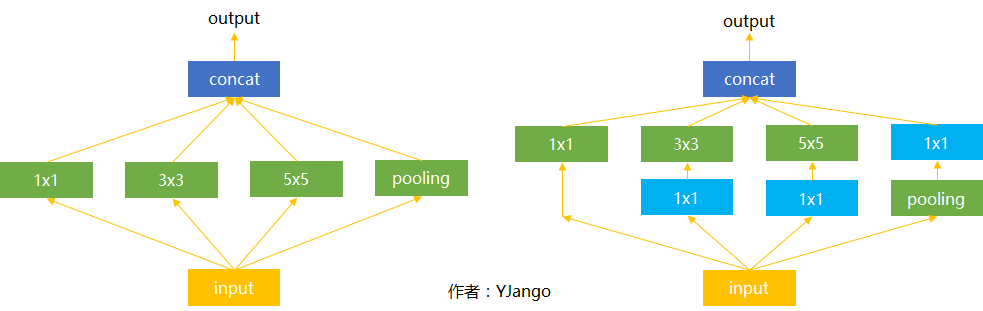 output
concat
1x1
3x3
5x5
pooling
input
output
concat
1x1
3x3
5x5
1x1
1x1
1x1
pooling
input
作者：YJango